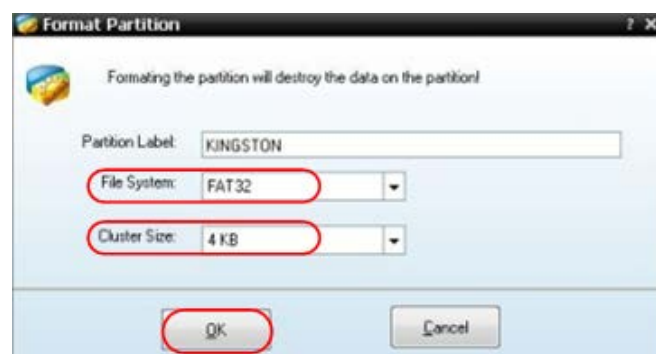 Format Partition ? X
Formating the partition will destroy the data on the partition!
Partition Label: KINGSTON
File System: FAT32
Cluster Size: 4 KB
OK Cancel